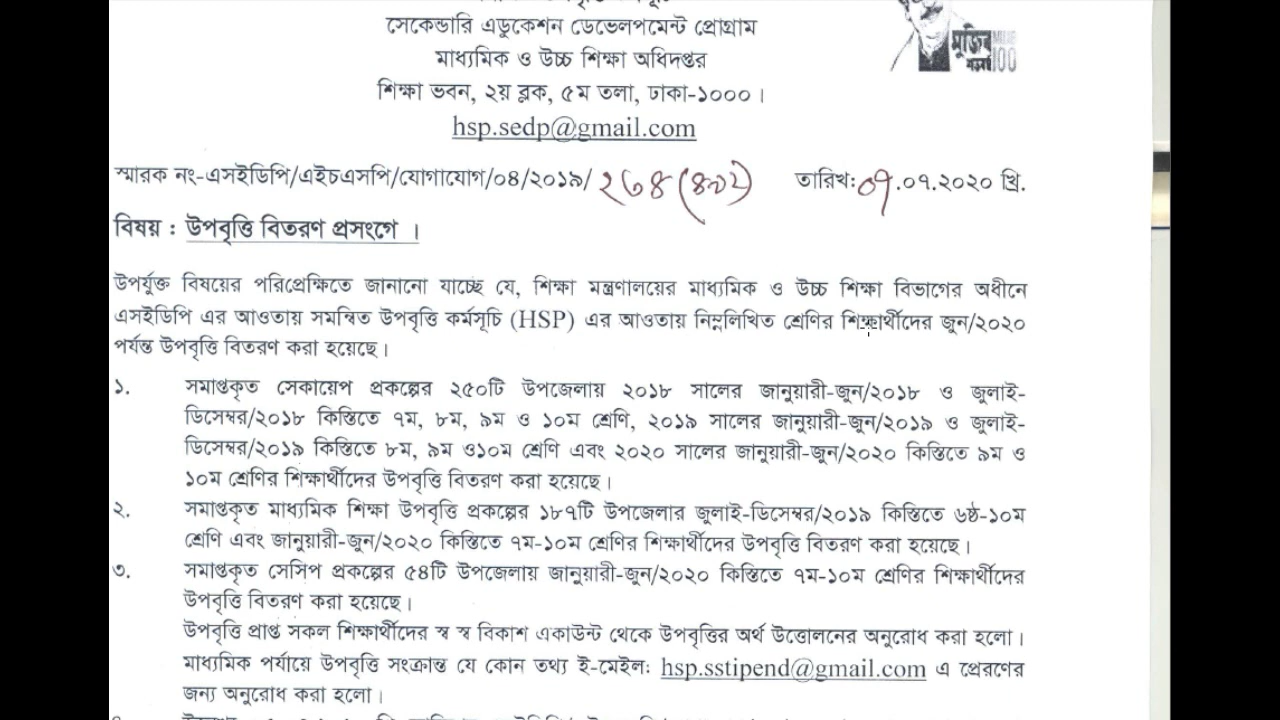 সেকেন্ডারি এডুকেশন ডেভেলপমেন্ট প্রোগ্রাম
মাধ্যমিক ও উচ্চ শিক্ষা অধিদপ্তর
মুজিব
100
শিক্ষা ভবন, ২য় ব্লক, ৫ম তলা, ঢাকা-১০০০।
hsp.sedp@gmail.com
স্মারক নং-এসইডিপি/এইচএসপি/যোগাযোগ/০৪/২০১৯/ তারিখ: ০৭.০৭.২০২০ খ্রি.
বিষয় : উপবৃত্তি বিতরণ প্রসংগে ।
উপর্যুক্ত বিষয়ের পরিপ্রেক্ষিতে জানানো যাচ্ছে যে, শিক্ষা মন্ত্রণালয়ের মাধ্যমিক ও উচ্চ শিক্ষা বিভাগের অধীনে
এসইডিপি এর আওতায় সমন্বিত উপবৃত্তি কর্মসূচি (HSP) এর আওতায় নিম্নলিখিত শ্রেণির শিক্ষার্থীদের জুন/২০২০
পর্যন্ত উপবৃত্তি বিতরণ করা হয়েছে।
১. সমাপ্তকৃত সেকায়েপ প্রকল্পের ২৫০টি উপজেলায় ২০১৮ সালের জানুয়ারী-জুন/২০১৮ ও জুলাই-
ডিসেম্বর/২০১৮ কিস্তিতে ৭ম, ৮ম, ৯ম ও ১০ম শ্রেণি, ২০১৯ সালের জানুয়ারী-জুন/২০১৯ ও জুলাই-
ডিসেম্বর/২০১৯ কিস্তিতে ৮ম, ৯ম ও১০ম শ্রেণি এবং ২০২০ সালের জানুয়ারী-জুন/২০২০ কিস্তিতে ৯ম ও
১০ম শ্রেণির শিক্ষার্থীদের উপবৃত্তি বিতরণ করা হয়েছে।
২. সমাপ্তকৃত মাধ্যমিক শিক্ষা উপবৃত্তি প্রকল্পের ১৮৭টি উপজেলার জুলাই-ডিসেম্বর/২০১৯ কিস্তিতে ৬ষ্ঠ-১০ম
শ্রেণি এবং জানুয়ারী-জুন/২০২০ কিস্তিতে ৭ম-১০ম শ্রেণির শিক্ষার্থীদের উপবৃত্তি বিতরণ করা হয়েছে।
৩. সমাপ্তকৃত সেসিপ প্রকল্পের ৫৪টি উপজেলায় জানুয়ারী-জুন/২০২০ কিস্তিতে ৭ম-১০ম শ্রেণির শিক্ষার্থীদের
উপবৃত্তি বিতরণ করা হয়েছে।
উপবৃত্তি প্রাপ্ত সকল শিক্ষার্থীদের স্ব স্ব বিকাশ একাউন্ট থেকে উপবৃত্তির অর্থ উত্তোলনের অনুরোধ করা হলো।
মাধ্যমিক পর্যায়ে উপবৃত্তি সংক্রান্ত যে কোন তথ্য ই-মেইল: hsp.sstipend@gmail.com এ প্রেরণের
জন্য অনুরোধ করা হলো।